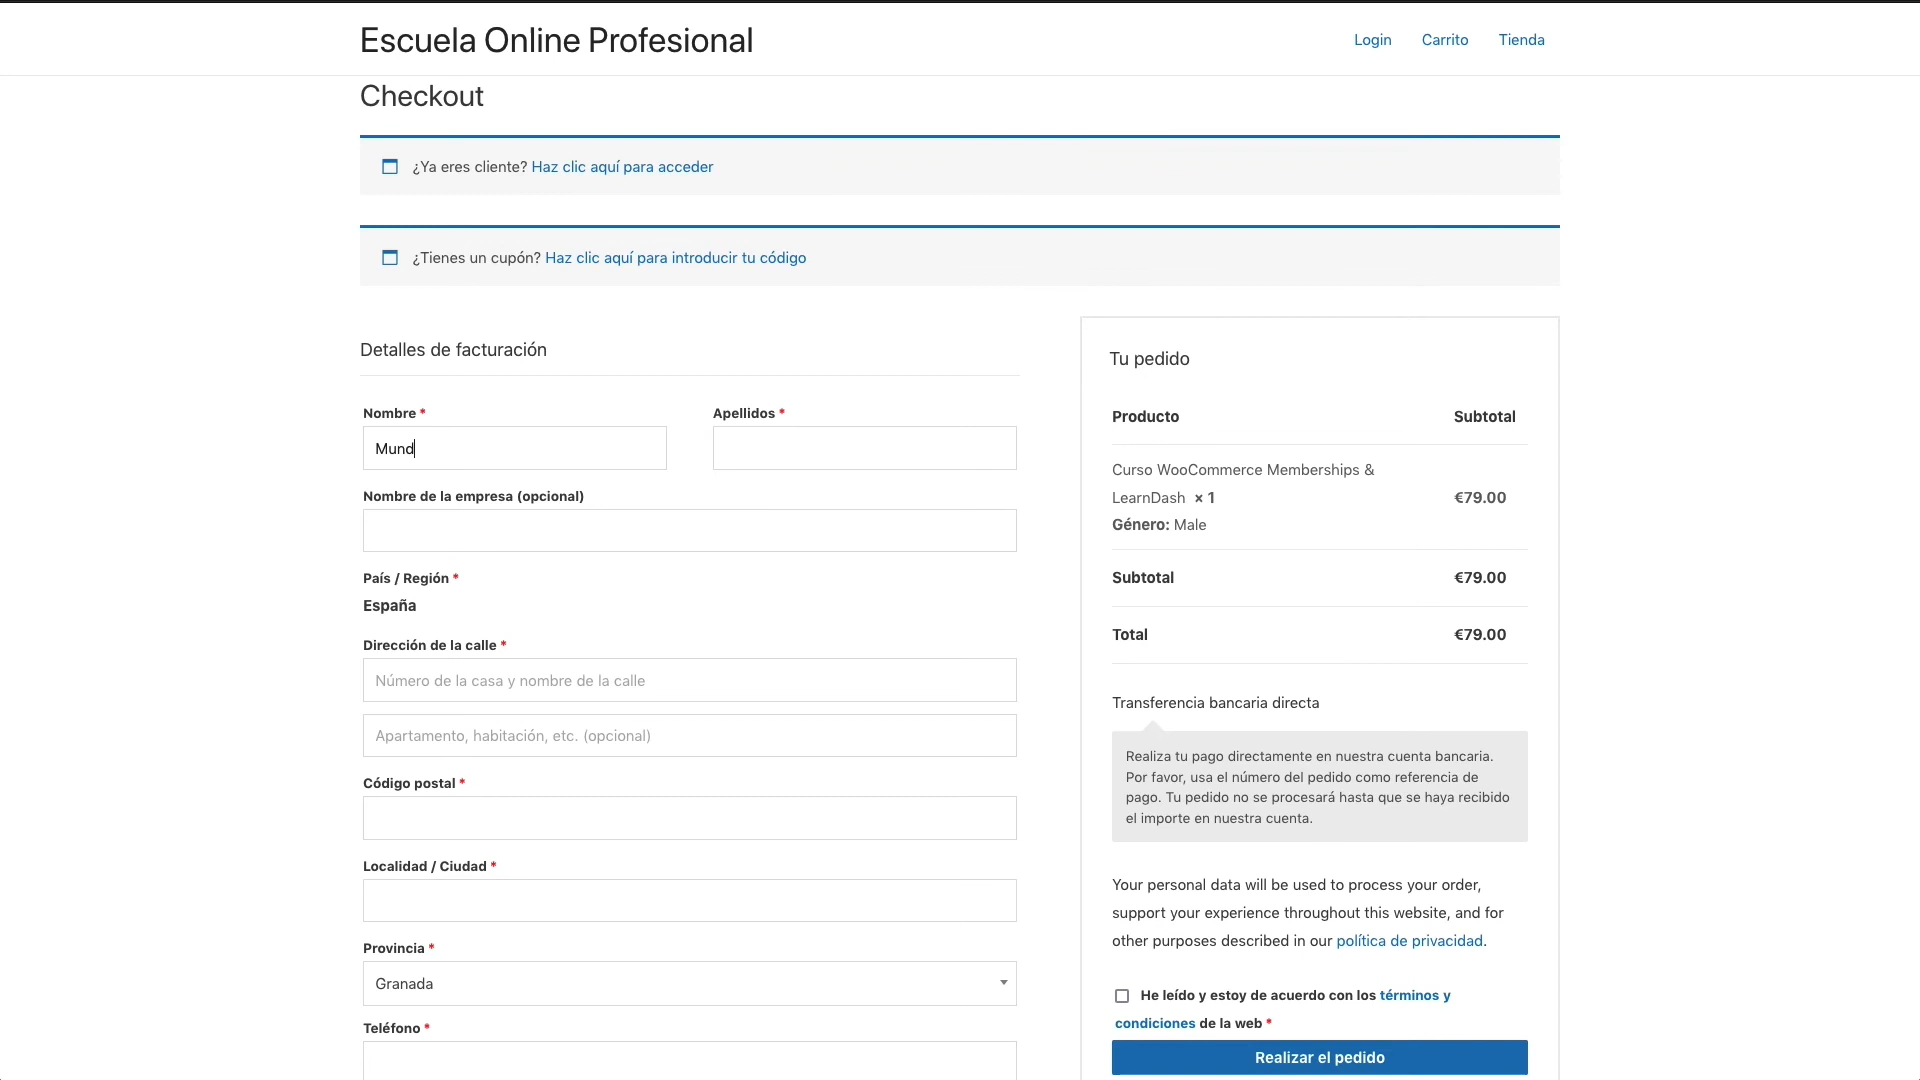 Escuela Online Profesional
Login Carrito Tienda
Checkout
¿Ya eres cliente? Haz clic aquí para acceder
¿Tienes un cupón? Haz clic aquí para introducir tu código
Detalles de facturación
Nombre *
Apellidos *
Mund
Nombre de la empresa (opcional)
País / Región *
España
Dirección de la calle *
Número de la casa y nombre de la calle
Apartamento, habitación, etc. (opcional)
Código postal *
Localidad / Ciudad *
Provincia *
Granada
Teléfono *
Tu pedido
Producto Subtotal
Curso WooCommerce Memberships &
LearnDash × 1 €79.00
Género: Male
Subtotal €79.00
Total €79.00
Transferencia bancaria directa
Realiza tu pago directamente en nuestra cuenta bancaria.
Por favor, usa el número del pedido como referencia de
pago. Tu pedido no se procesará hasta que se haya recibido
el importe en nuestra cuenta.
Your personal data will be used to process your order,
support your experience throughout this website, and for
other purposes described in our política de privacidad.
He leído y estoy de acuerdo con los términos y
condiciones de la web *
Realizar el pedido